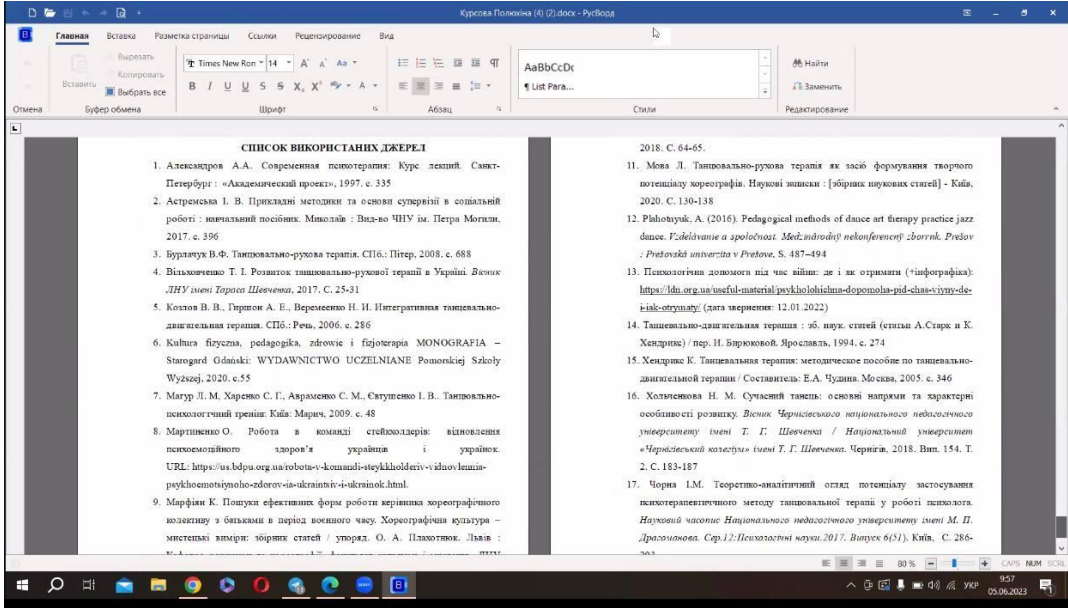 Курсова Полюхіна (4) (2).docx - РусВорд
Главная Вставка Разметка страницы Ссылки Рецензирование Вид
Вставить
Вырезать
Копировать
Выбрать все
Times New Ron 14
AaBbCcDc
¶ List Para...
Найти
Заменить
Отмена Буфер обмена Шрифт Абзац Стили Редактирование
СПИСОК ВИКОРИСТАНИХ ДЖЕРЕЛ
1. Александров А.А. Современная психотерапия: Курс лекций. Санкт-
Петербург : «Академический проект», 1997. с. 335
2. Астремська І. В. Прикладні методики та основи супервізії в соціальній
роботі : навчальний посібник. Миколаїв : Вид-во ЧНУ ім. Петра Могили,
2017. с. 396
3. Бурлачук В.Ф. Танцювально-рухова терапія. СПб.: Пітер, 2008. с. 688
4. Вільховченко Т. І. Розвиток танцювально-рухової терапії в Україні. Вісник
ЛНУ імені Тараса Шевченка, 2017. С. 25-31
5. Козлов В. В., Гиршон А. Е., Веремеенко Н. И. Интегративная танцевально-
двигательная терапия. СПб.: Речь, 2006. с. 286
6. Kultura fizyczna, pedagogika, zdrowie i fizjoterapia MONOGRAFIA –
Starogard Gdański: WYDAWNICTWO UCZELNIANE Pomorskiej Szkoły
Wyższej, 2020. c.55
7. Магур Л. М, Харенко С. Г., Авраменко С. М., Євтушенко І. В.. Танцювльно-
психологтчний тренінг. Київ: Марич, 2009. с. 48
8. Мартиненко О. Робота в команді стейкхолдерів: відновлення
психоемоційного здоров’я українців і українок.
URL: https://us.bdpu.org.ua/robota-v-komandi-steykkholderiv-vidnovlennia-
psykhoemotsiynoho-zdorov-ia-ukraintsiv-i-ukrainok.html.
9. Марфіян К. Пошуки ефективних форм роботи керівника хореографічного
колективу з батьками в період воєнного часу. Хореографічна культура –
мистецькі виміри: збірник статей / упоряд. О. А. Плахотнюк. Львів :
2018. С. 64-65.
11. Мова Л. Танцювально-рухова терапія як засіб формування творчого
потенціалу хореографів. Наукові записки : [збірник наукових статей] - Київ,
2020. С. 130-138
12. Plahotnyuk, A. (2016). Pedagogical methods of dance art therapy practice jazz
dance. Vzdelávanie a spoločnost. Medzinárodný nekonferencný zborrnk. Prešov
: Prešovská univerzita v Prešove, S. 487–494
13. Психологічна допомога під час війни: де і як отримати (+інфографіка):
https://ldn.org.ua/useful-material/psykholohichna-dopomoha-pid-chas-viyny-de-
i-iak-otrymaty/ (дата звернення: 12.01.2022)
14. Танцевально-двигательная терапия : зб. наук. статей (статьи А.Старк и К.
Хендрикс) / пер. И. Бирюковой. Ярославль, 1994. с. 274
15. Хендрикс К. Танцевальная терапия: методическое пособие по танцевально-
двигательной терапии / Составитель: Е.А. Чудина. Москва, 2005. с. 346
16. Хольченкова Н. М. Сучасний танець: основні напрями та характерні
особливості розвитку. Вісник Чернігівського національного педагогічного
університету імені Т. Г. Шевченка / Національний університет
«Чернігівський колегіум» імені Т. Г. Шевченка. Чернігів, 2018. Вип. 154. Т.
2. С. 183-187
17. Чорна І.М. Теоретико-аналітичний огляд потенціалу застосування
психотерапевтиччного методу танцювальної терапії у роботі психолога.
Науковий часопис Національного педагогічного університету імені М. П.
Драгоманова. Сер.12:Психологічні науки.2017. Випуск 6(51). Київ, С. 286-
80 % CAPS NUM SCRL
УКР 9:57
05.06.2023